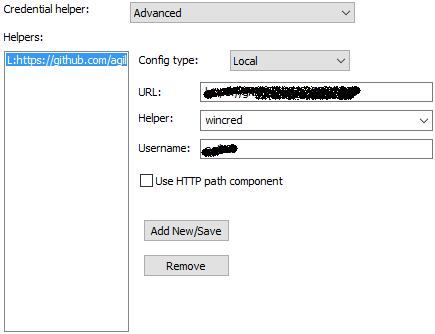 Credential helper: Advanced
Helpers:
L:https://github.com/agil
Config type: Local
URL:
Helper: wincred
Username:
Use HTTP path component
Add New/Save
Remove